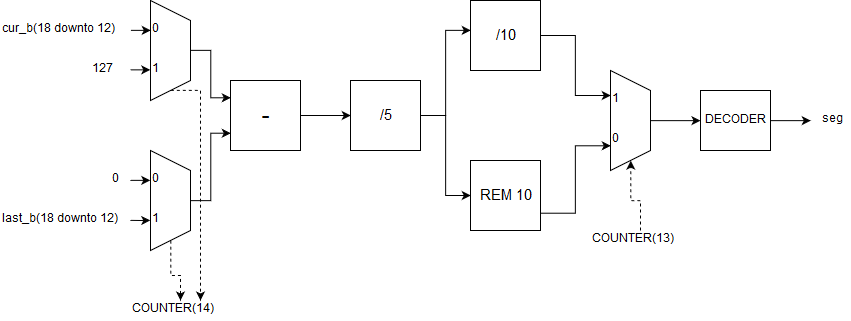 cur_b(18 downto 12)
0
127
1
-
/5
/10
REM 10
0
0
last_b(18 downto 12)
1
COUNTER(14)
1
0
COUNTER(13)
DECODER
seg